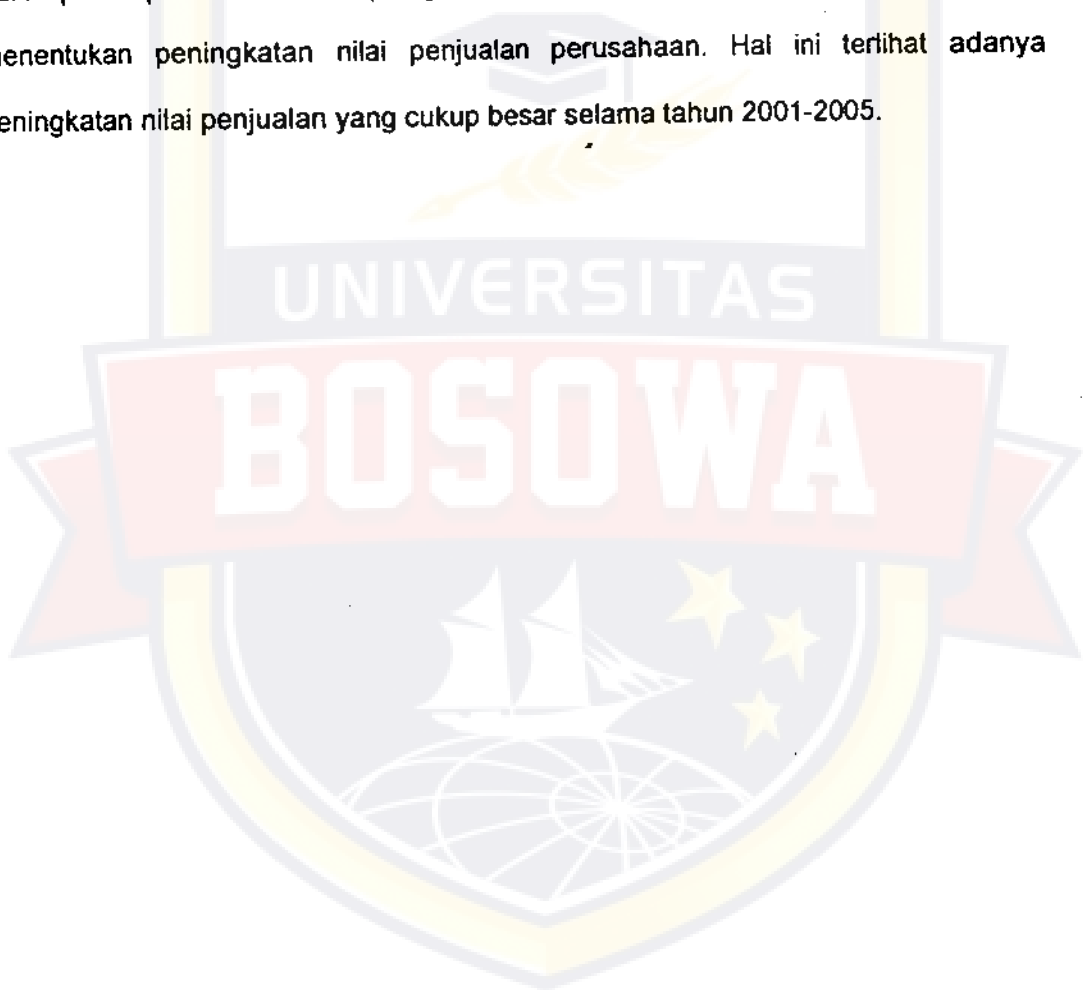 menentukan peningkatan nilai penjualan perusahaan. Hal ini terlihat adanya
eningkatan nilai penjualan yang cukup besar selama tahun 2001-2005.
UNIVERSITAS
BOSOWA